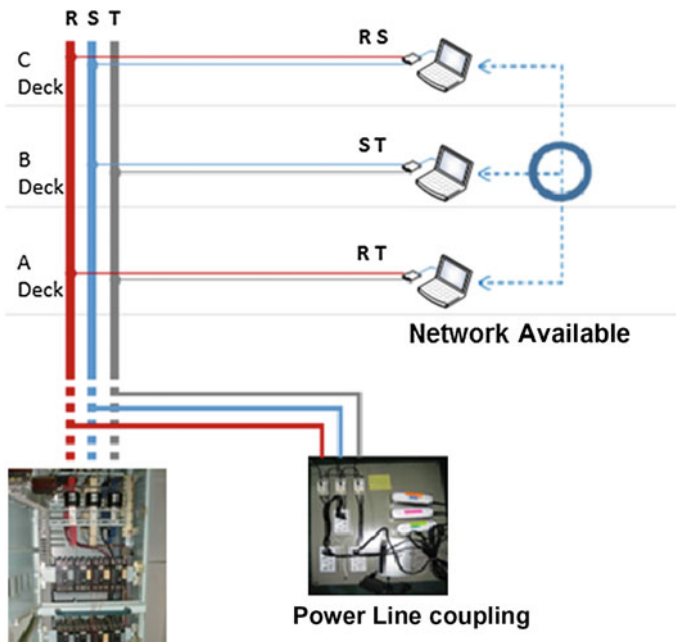 R S T
C
Deck
R S
B
Deck
S T
A
Deck
R T
Network Available
Power Line coupling